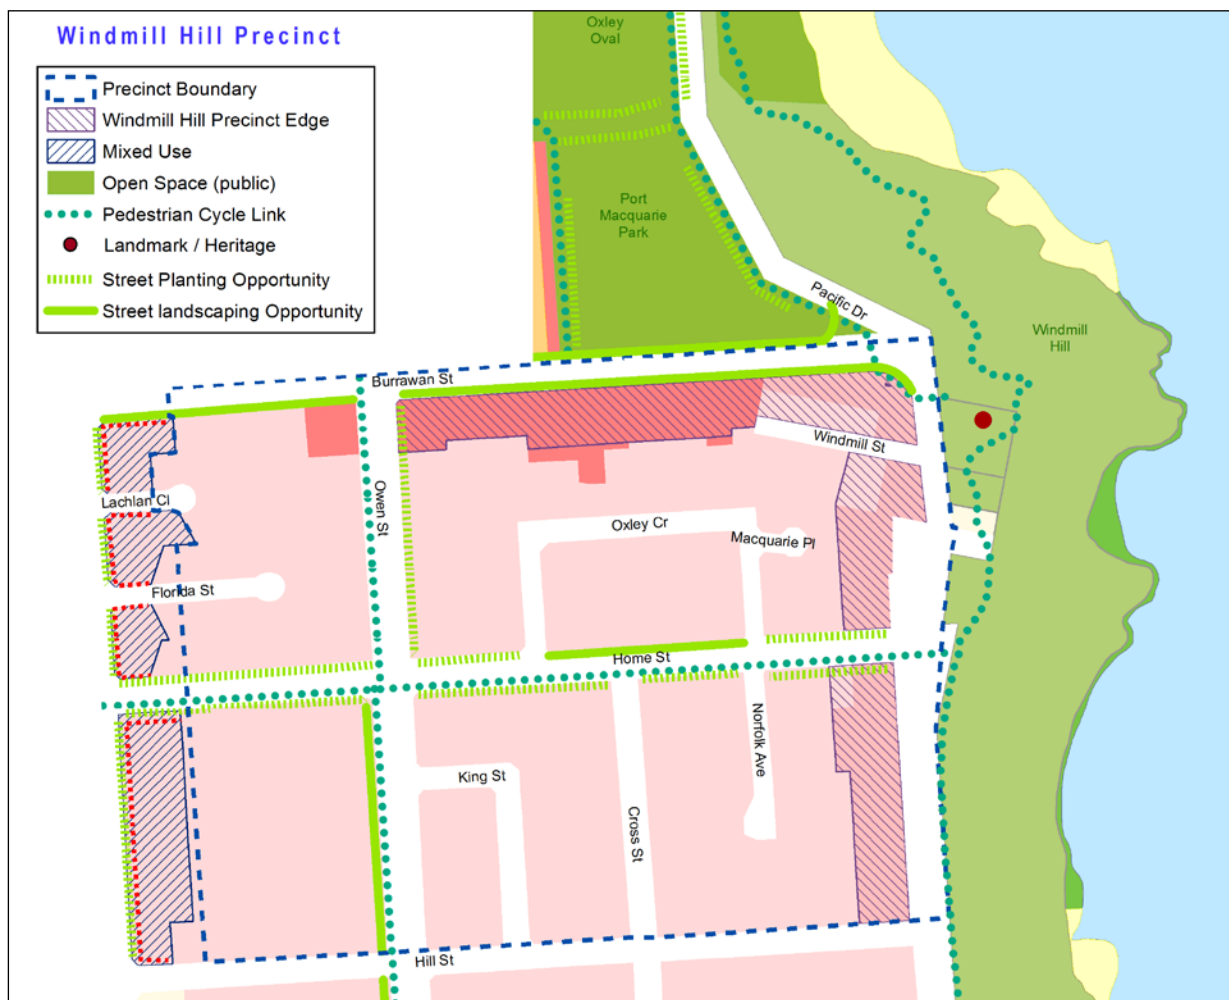 Windmill Hill Precinct
Precinct Boundary
Windmill Hill Precinct Edge
Mixed Use
Open Space (public)
Pedestrian Cycle Link
Landmark / Heritage
Street Planting Opportunity
Street landscaping Opportunity
Oxley
Oval
Port
Macquarie
Park
Pacific Dr
Windmill
Hill
Burrawan St
Windmill St
Lachlan Cl
Owen St
Oxley Cr
Macquarie Pl
Florida St
Home St
Norfolk Ave
King St
Cross St
Hill St